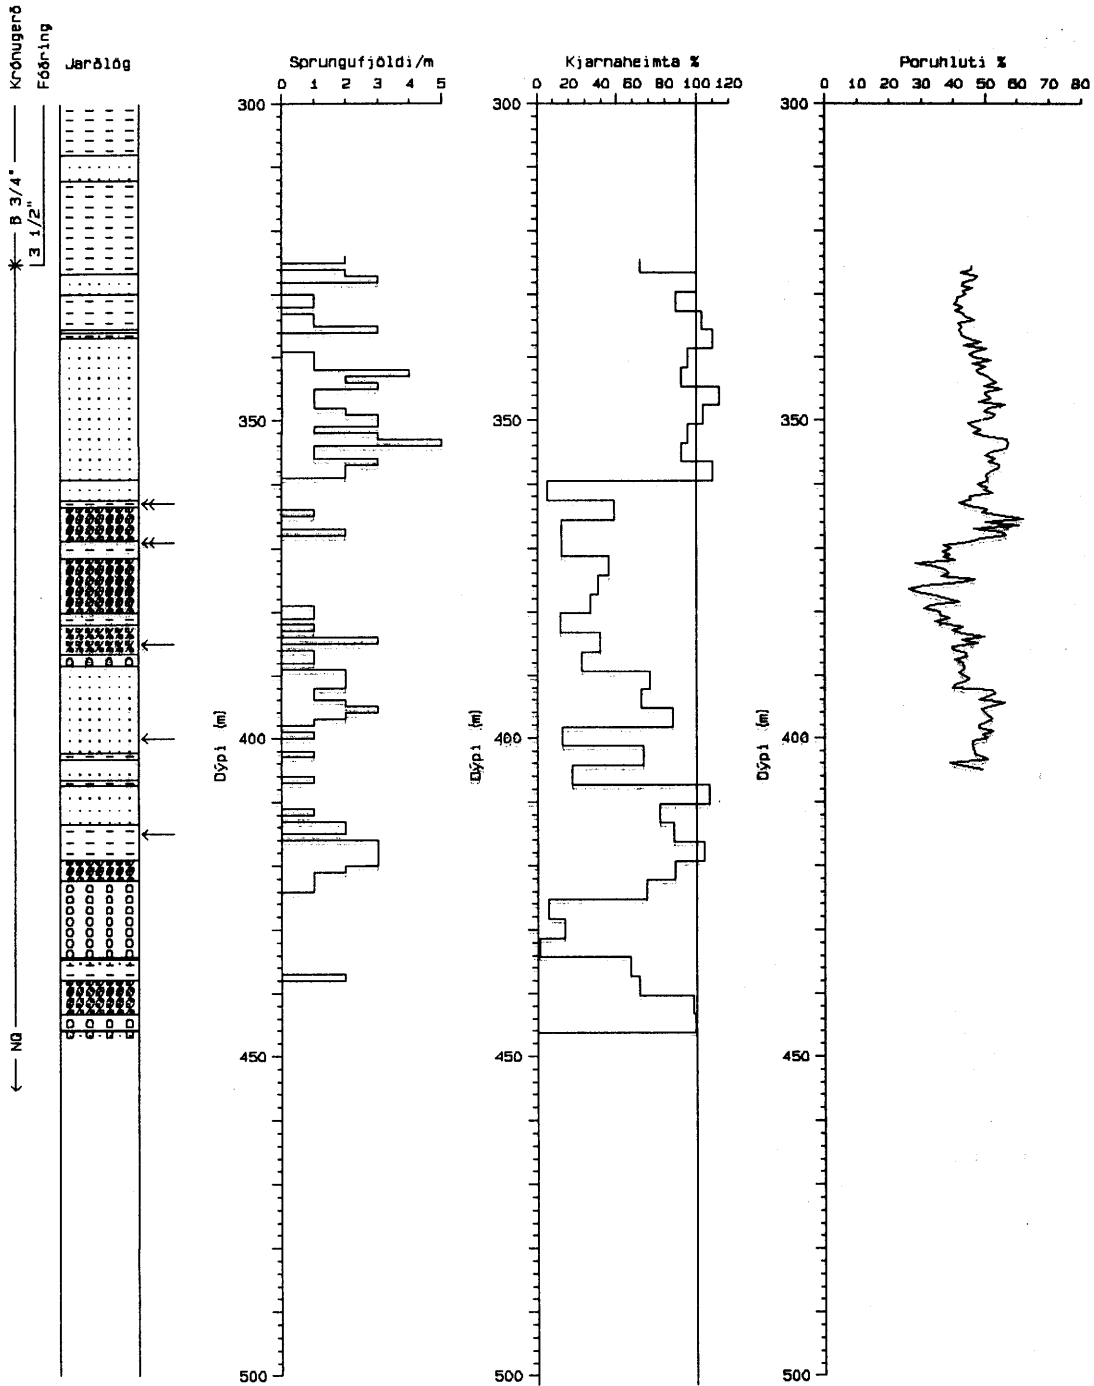 Krónugerð
Fóðring
Jarðlög
Sprungufjöldi/m
Kjarnaheimta %
Poruhluti %
0 1 2 3 4 5
0 20 40 60 80 100 120
0 10 20 30 40 50 60 70 80
8 3/4"
3 1/2"
NQ
300
350
400
450
500
Dýpi (m)
300
350
400
450
500
Dýpi (m)
300
350
400
450
500
Dýpi (m)